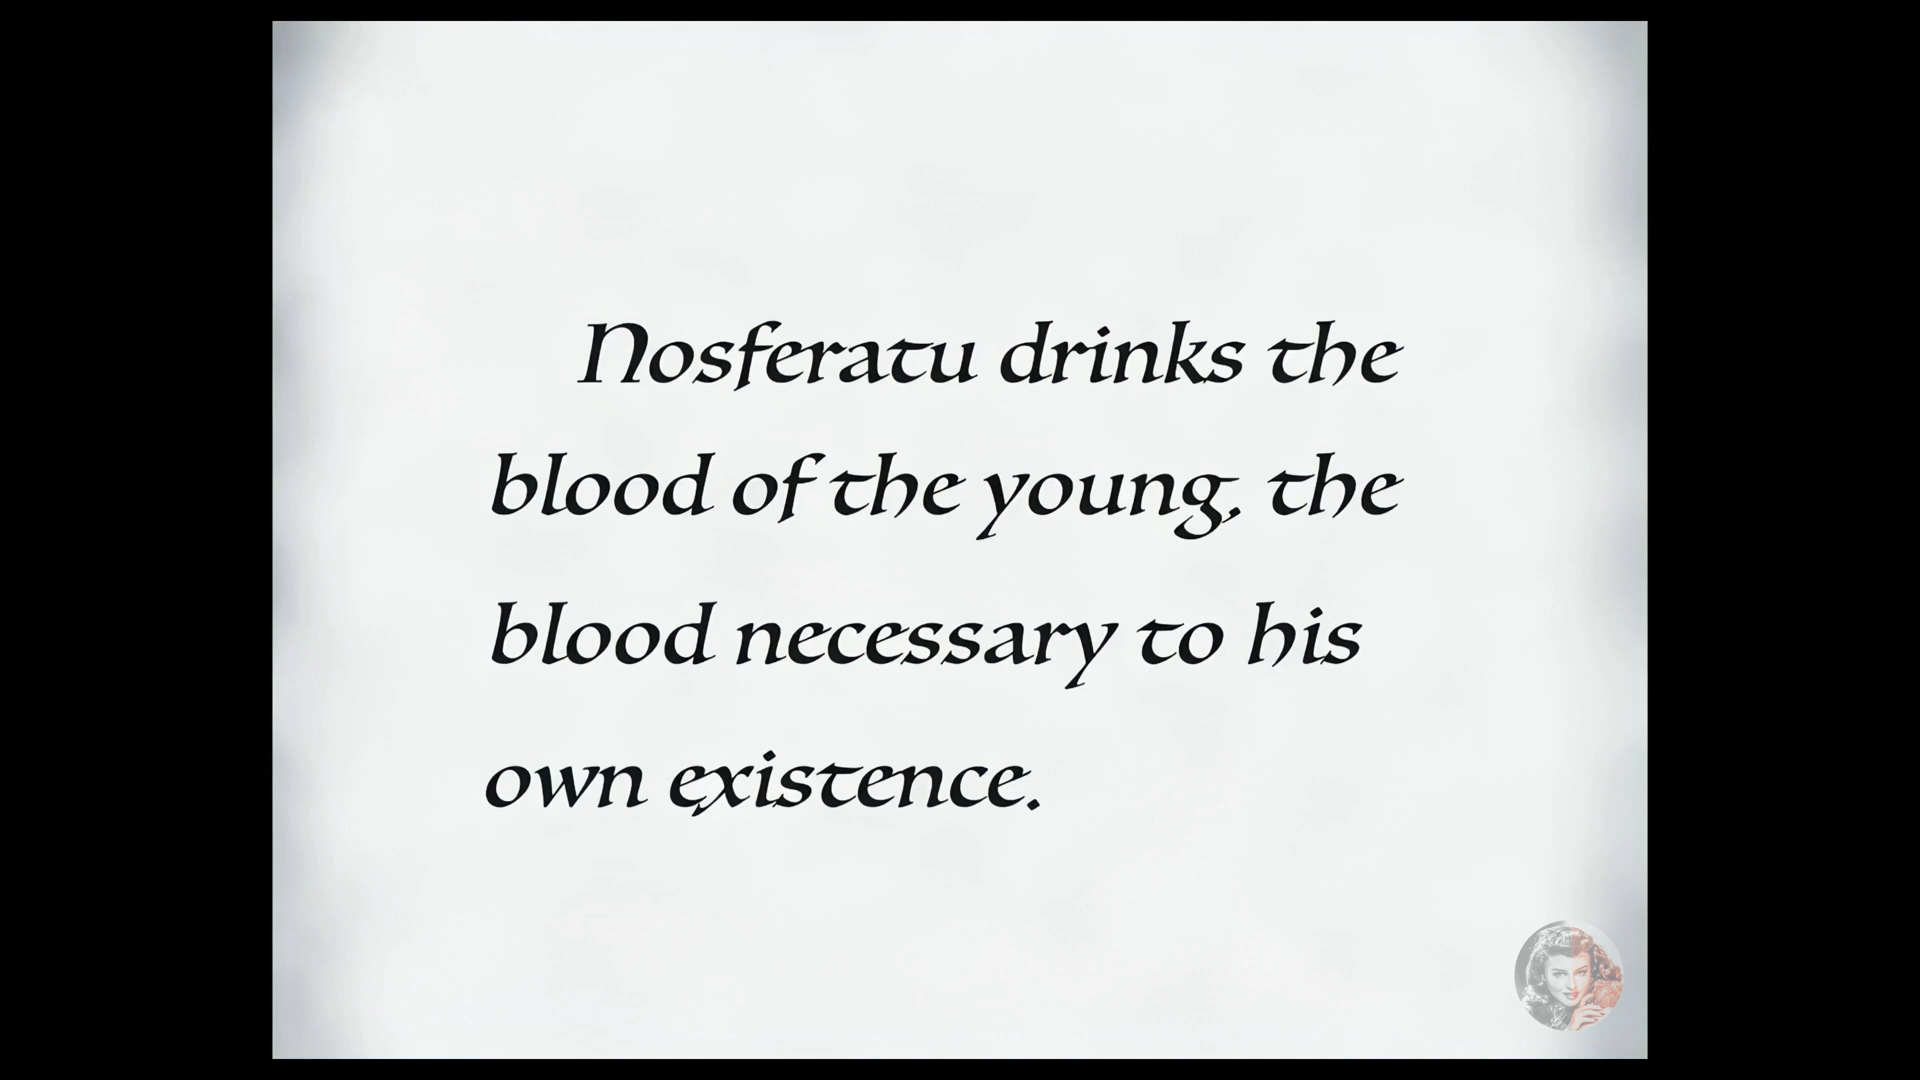 Nosferatu drinks the
blood of the young, the
blood necessary to his
own existence.